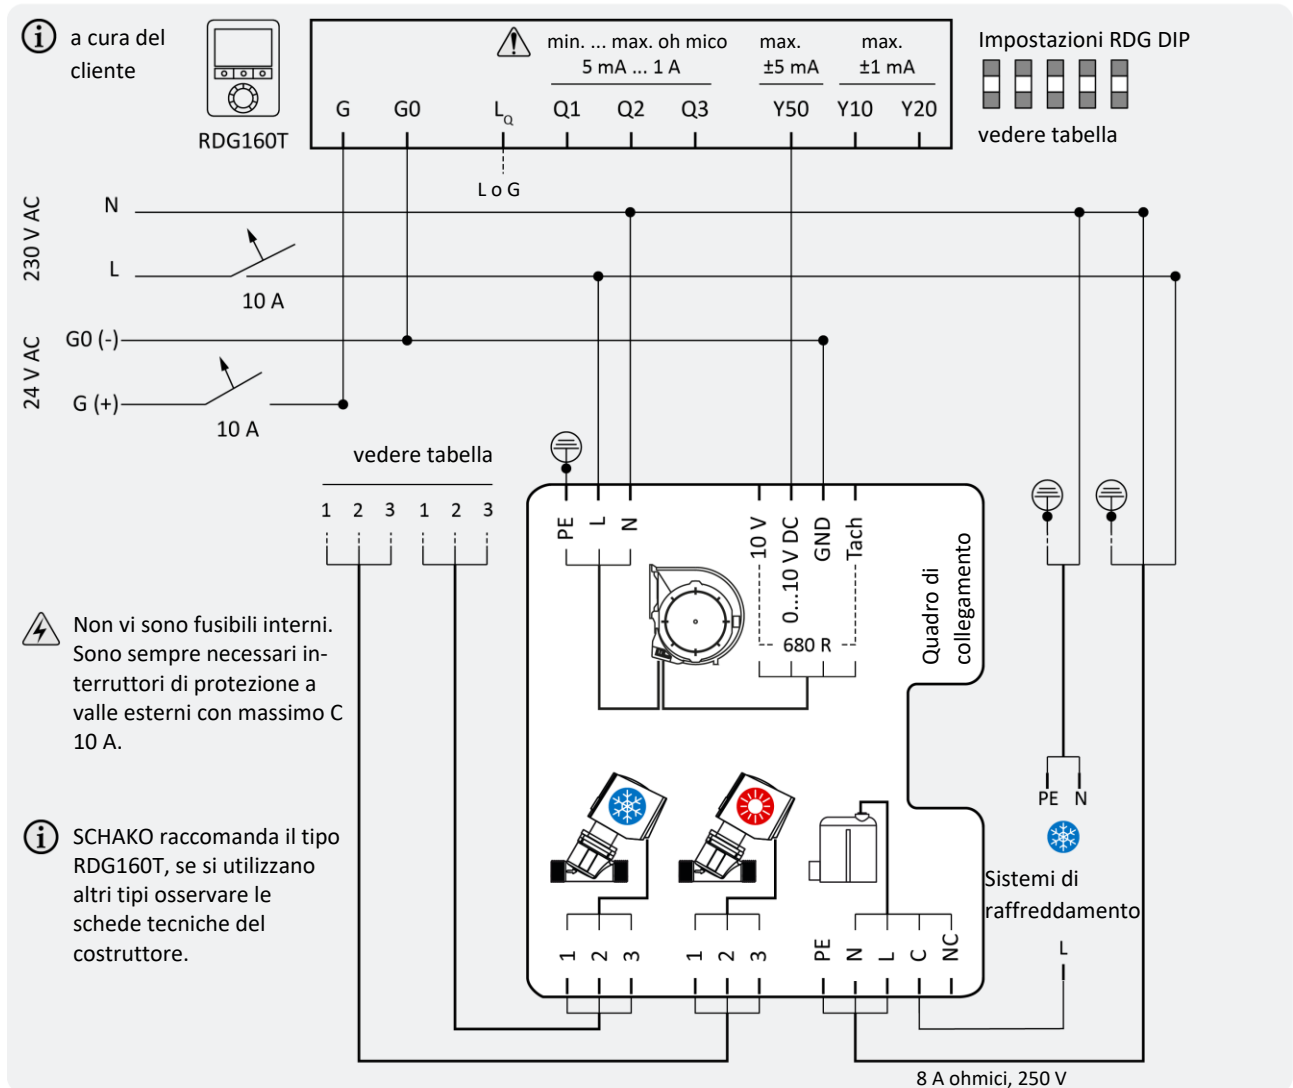 a cura del
cliente
RDG160T
min. ... max. oh mico
5 mA ... 1 A
max.
±5 mA
max.
±1 mA
G G0 LQ Q1 Q2 Q3 Y50 Y10 Y20
L o G
Impostazioni RDG DIP
vedere tabella
230 V AC
N
L
10 A
24 V AC
G0 (-)
G (+)
10 A
vedere tabella
1 2 3 1 2 3
PE L N
10 V
0...10 V DC
GND
Tach
680 R
Quadro di
collegamento
Non vi sono fusibili interni.
Sono sempre necessari in-
terruttori di protezione a
valle esterni con massimo C
10 A.
SCHAKO raccomanda il tipo
RDG160T, se si utilizzano
altri tipi osservare le
schede tecniche del
costruttore.
PE N
Sistemi di
raffreddamento
L
1 2 3 1 2 3 PE N L C NC
8 A ohmici, 250 V